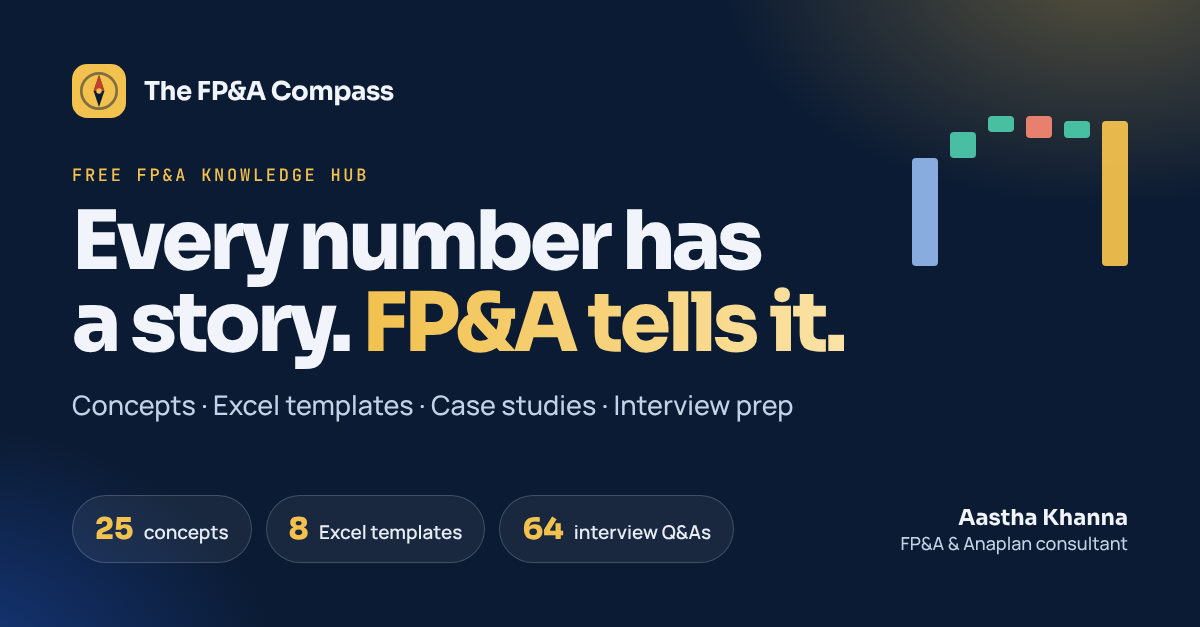 The FP&A Compass
FREE FP&A KNOWLEDGE HUB
Every number has
a story. FP&A tells it.
Concepts · Excel templates · Case studies · Interview prep
25 concepts
8 Excel templates
64 interview Q&As
Aastha Khanna
FP&A & Anaplan consultant